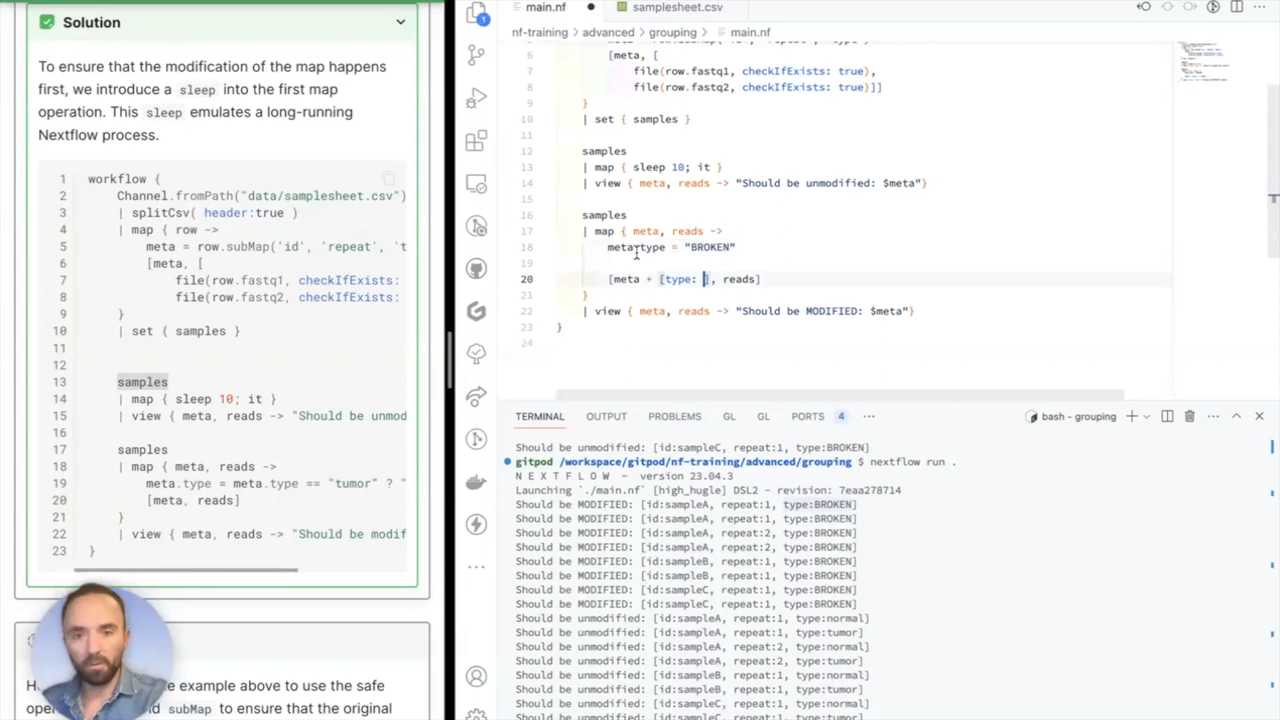 Solution
To ensure that the modification of the map happens
first, we introduce a sleep into the first map
operation. This sleep emulates a long-running
Nextflow process.
1 workflow {
2 Channel.fromPath("data/samplesheet.csv")
3 | splitCsv( header:true )
4 | map { row ->
5 meta = row.subMap('id', 'repeat', 't
6 [meta, [
7 file(row.fastq1, checkIfExists:
8 file(row.fastq2, checkIfExists:
9 }
10 | set { samples }
11
12
13 samples
14 | map { sleep 10; it }
15 | view { meta, reads -> "Should be unmod
16
17 samples
18 | map { meta, reads ->
19 meta.type = meta.type == "tumor" ? "
20 [meta, reads]
21 }
22 | view { meta, reads -> "Should be modif
23 }
example above to use the safe
subMap to ensure that the original
main.nf
samplesheet.csv
nf-training > advanced > grouping > main.nf
6 [meta, [
7 file(row.fastq1, checkIfExists: true),
8 file(row.fastq2, checkIfExists: true)]]
9 }
10 | set { samples }
11
12 samples
13 | map { sleep 10; it }
14 | view { meta, reads -> "Should be unmodified: $meta"}
15
16 samples
17 | map { meta, reads ->
18 meta.type = "BROKEN"
19
20 [meta + [type: ], reads]
21 }
22 | view { meta, reads -> "Should be MODIFIED: $meta"}
23 }
24
TERMINAL OUTPUT PROBLEMS GL GL PORTS 4 ··· bash - grouping
Should be unmodified: [id:sampleC, repeat:1, type:BROKEN]
gitpod /workspace/gitpod/nf-training/advanced/grouping $ nextflow run .
N E X T F L O W ~ version 23.04.3
Launching `./main.nf` [high_hugle] DSL2 - revision: 7eaa278714
Should be MODIFIED: [id:sampleA, repeat:1, type:BROKEN]
Should be MODIFIED: [id:sampleA, repeat:1, type:BROKEN]
Should be MODIFIED: [id:sampleA, repeat:2, type:BROKEN]
Should be MODIFIED: [id:sampleA, repeat:2, type:BROKEN]
Should be MODIFIED: [id:sampleB, repeat:1, type:BROKEN]
Should be MODIFIED: [id:sampleB, repeat:1, type:BROKEN]
Should be MODIFIED: [id:sampleC, repeat:1, type:BROKEN]
Should be MODIFIED: [id:sampleC, repeat:1, type:BROKEN]
Should be unmodified: [id:sampleA, repeat:1, type:normal]
Should be unmodified: [id:sampleA, repeat:1, type:tumor]
Should be unmodified: [id:sampleA, repeat:2, type:normal]
Should be unmodified: [id:sampleA, repeat:2, type:tumor]
Should be unmodified: [id:sampleB, repeat:1, type:normal]
Should be unmodified: [id:sampleB, repeat:1, type:tumor]
Should be unmodified: [id:sampleC, repeat:1, type:normal]
Should be unmodified: [id:sampleC, repeat:1, type:tumor]